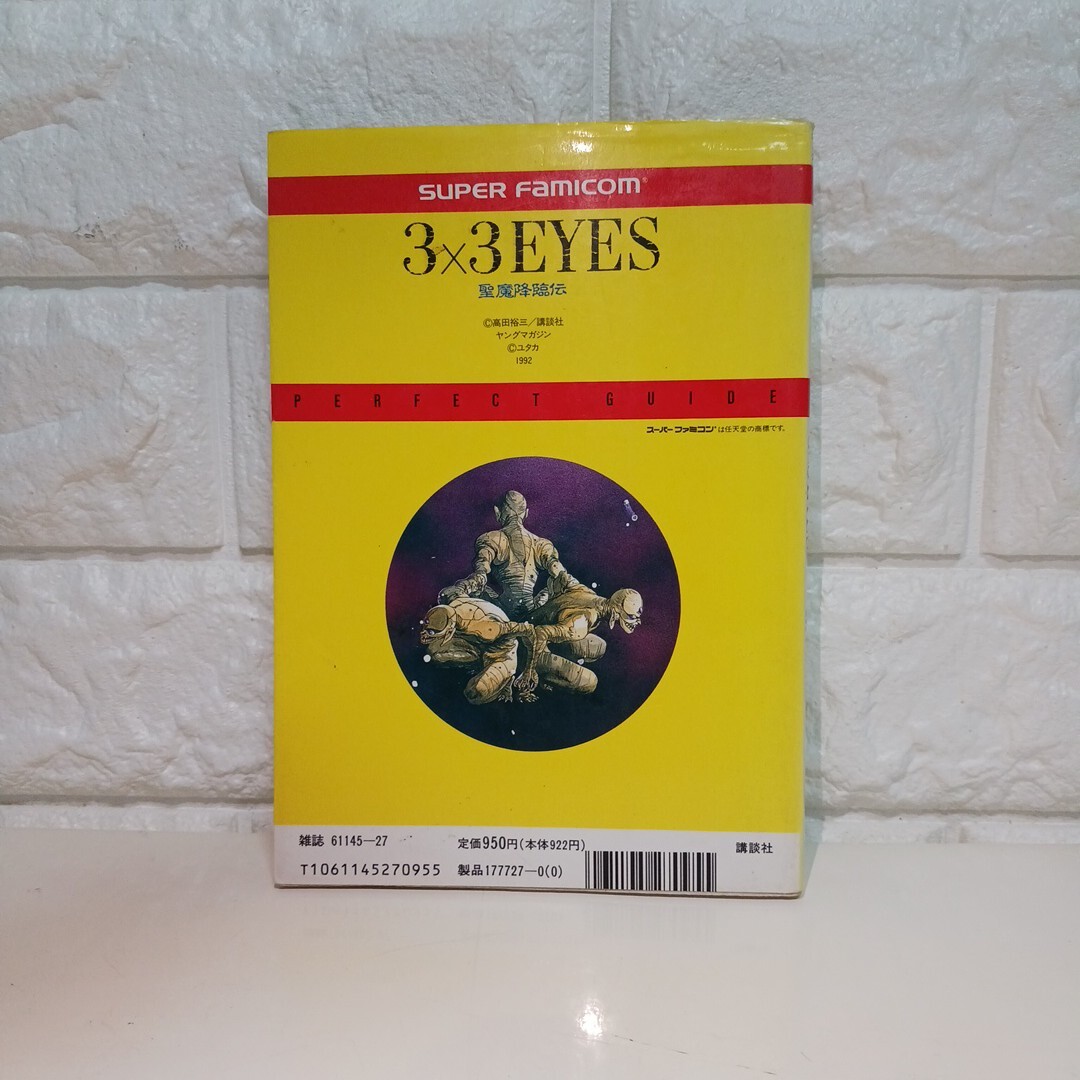 SUPER FAMICOM®
3×3 EYES
聖魔降臨伝
©高田裕三／講談社
ヤングマガジン
©ユタカ
1992
PERFECT GUIDE
スーパーファミコン®は任天堂の商標です。
雑誌 61145—27
定価950円(本体922円)
講談社
T1061145270955
製品177727—0(0)